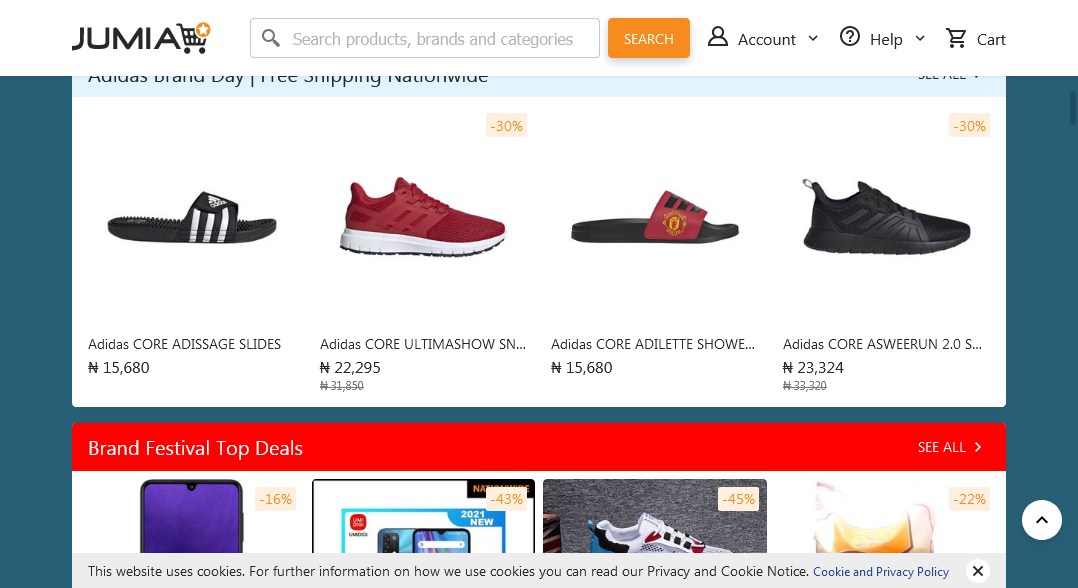 JUMIA
Search products, brands and categories
SEARCH
Account
Help
Cart
Adidas Brand Day | Free Shipping Nationwide
SEE ALL
-30%
-30%
Adidas CORE ADISSAGE SLIDES
₦ 15,680
Adidas CORE ULTIMASHOW SN...
₦ 22,295
₦ 31,850
Adidas CORE ADILETTE SHOWE...
₦ 15,680
Adidas CORE ASWEERUN 2.0 S...
₦ 23,324
₦ 33,320
Brand Festival Top Deals
SEE ALL
-16%
-43%
UMIDIGI
2021
NEW
-45%
-22%
This website uses cookies. For further information on how we use cookies you can read our Privacy and Cookie Notice. Cookie and Privacy Policy